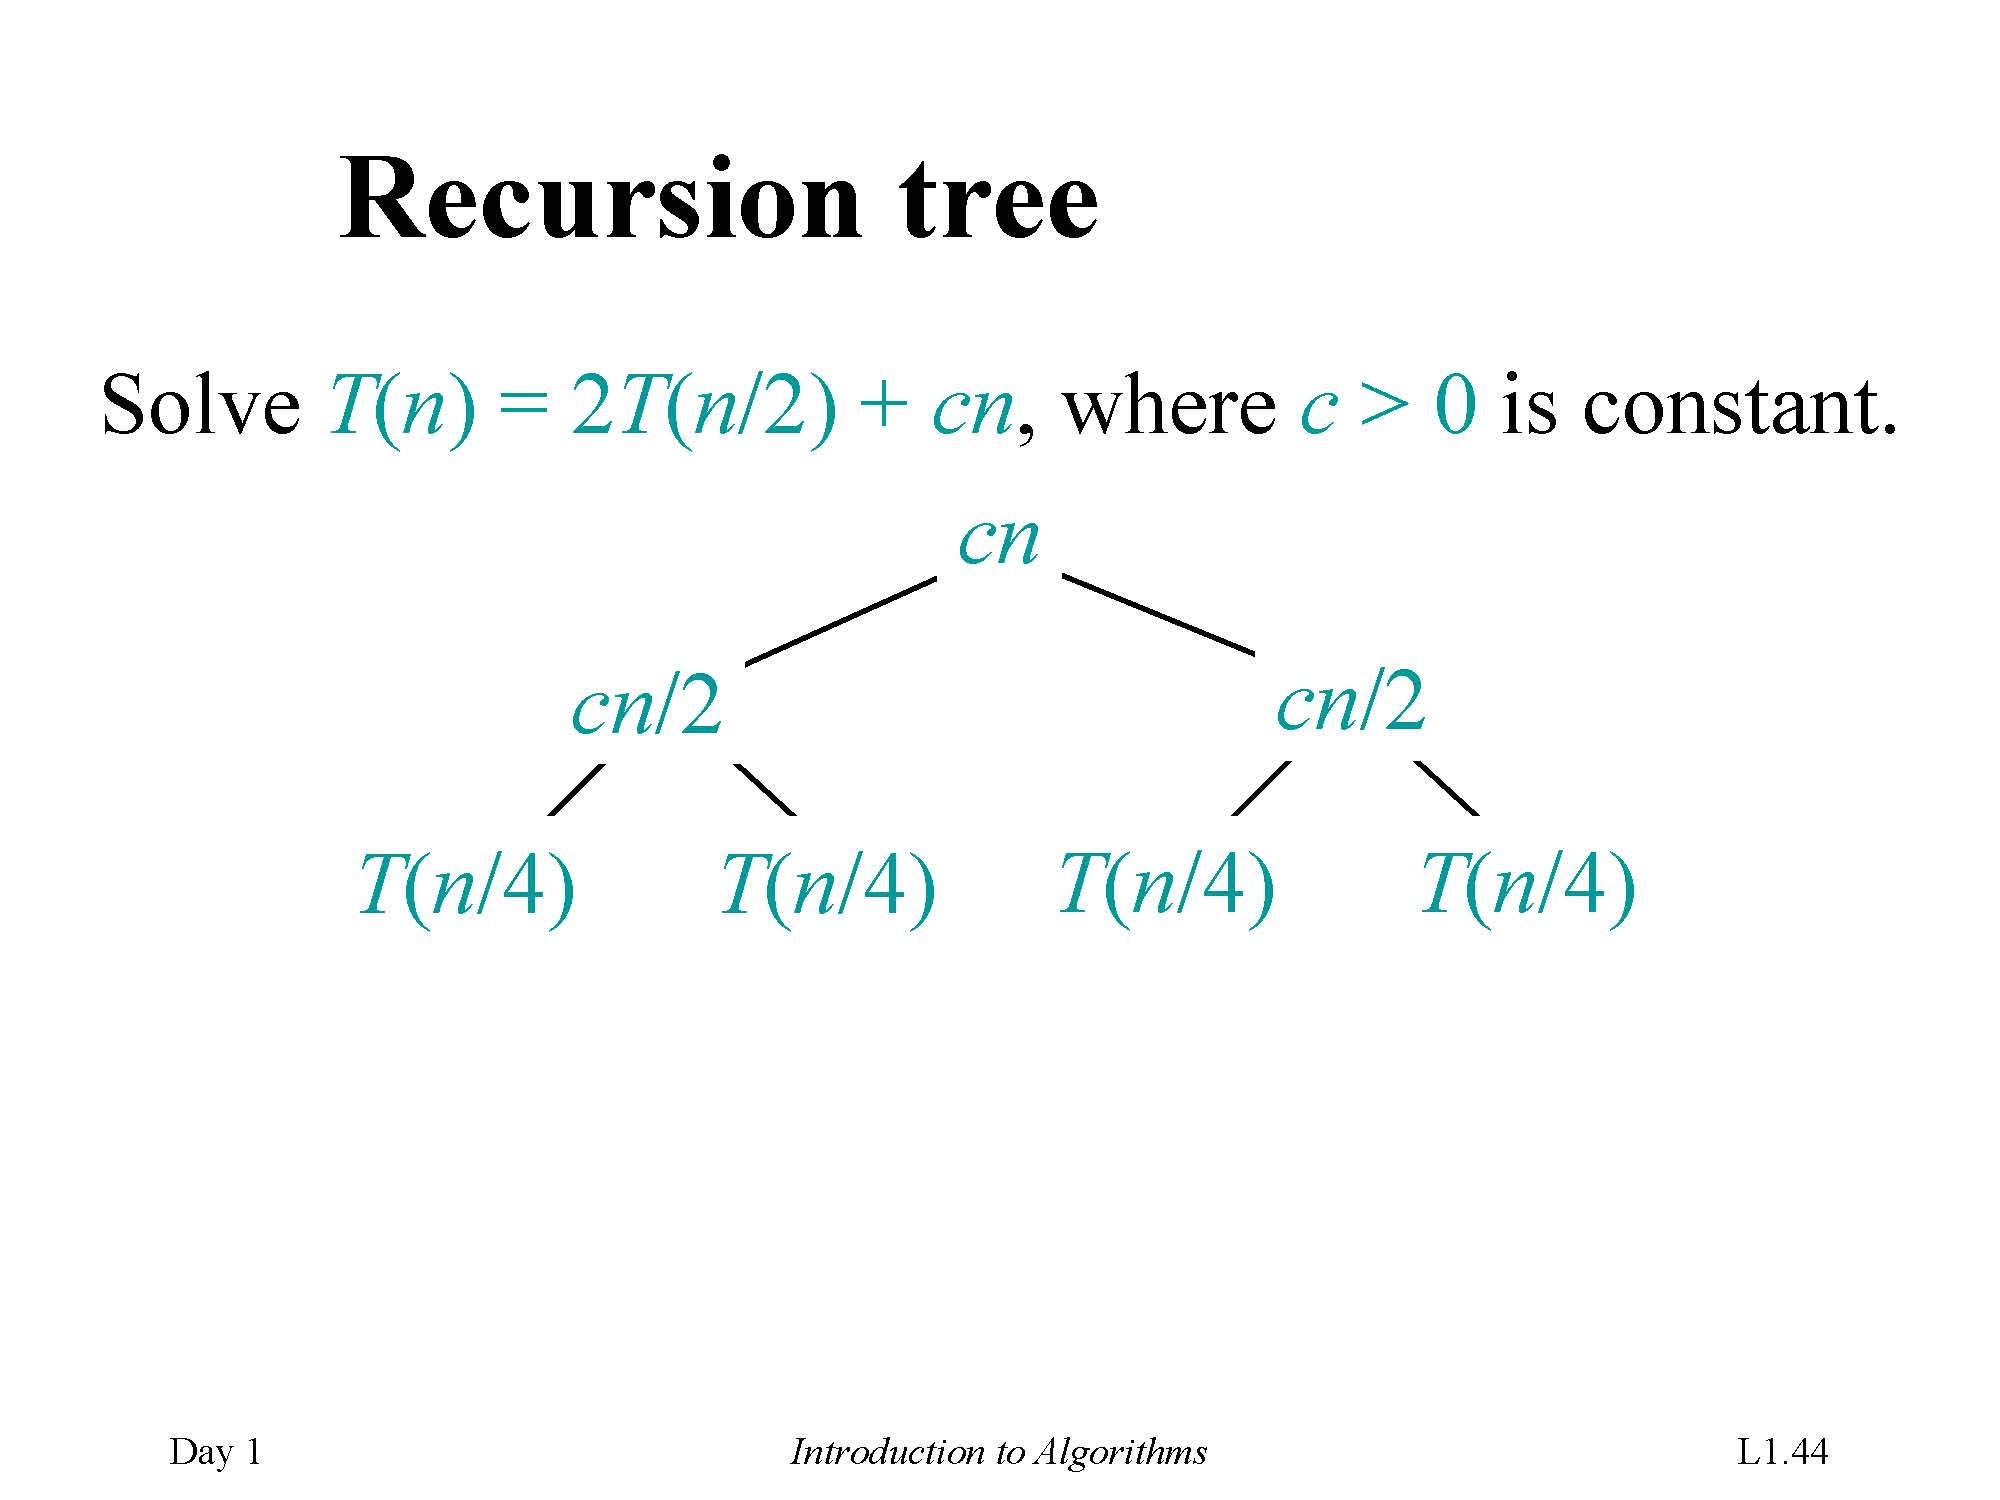 Recursion tree
Solve T(n) = 2T(n/2) + cn, where c > 0 is constant.
cn
cn/2 cn/2
T(n/4) T(n/4) T(n/4) T(n/4)
Day 1 Introduction to Algorithms L1.44